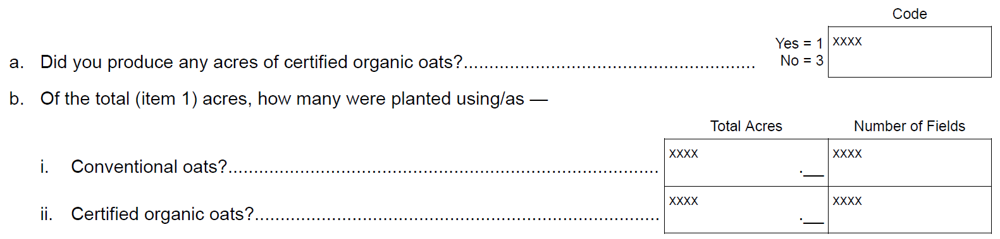 Code
Yes = 1 xxxx
a. Did you produce any acres of certified organic oats?......................................................... No = 3
b. Of the total (item 1) acres, how many were planted using/as —
Total Acres Number of Fields
xxxx xxxx
i. Conventional oats?.................................................................................... .__
xxxx xxxx
ii. Certified organic oats?............................................................................... .__